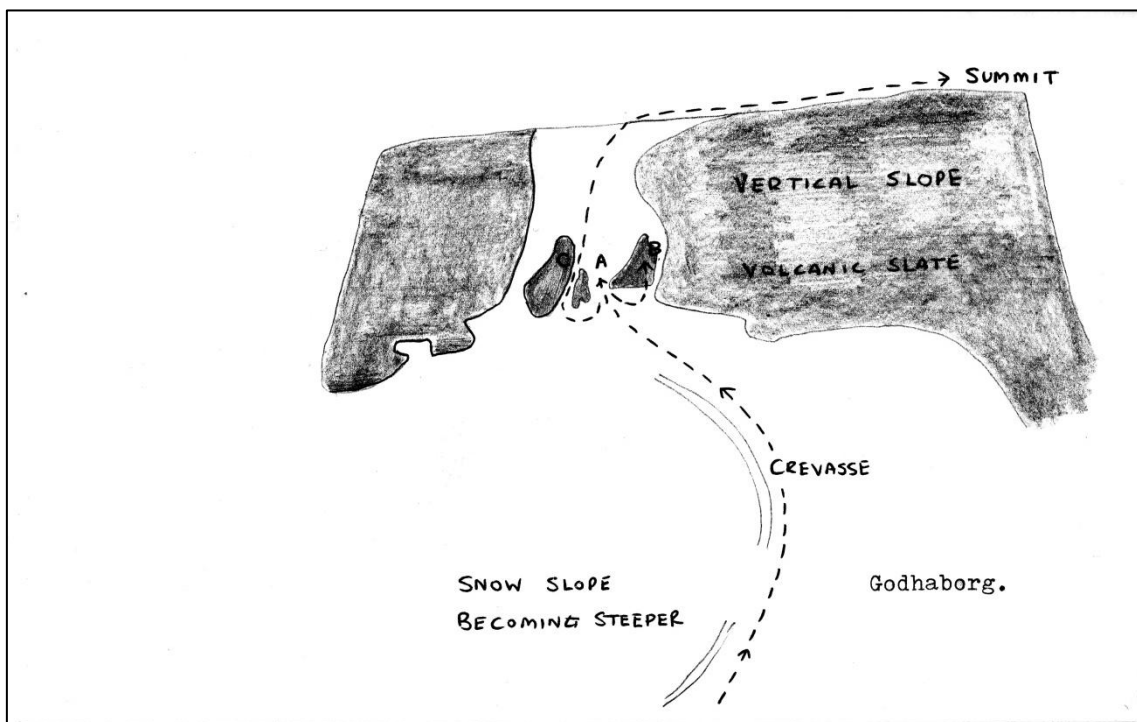 SUMMIT
VERTICAL SLOPE
VOLCANIC SLATE
C A B
CREVASSE
SNOW SLOPE
BECOMING STEEPER
Godhaborg.